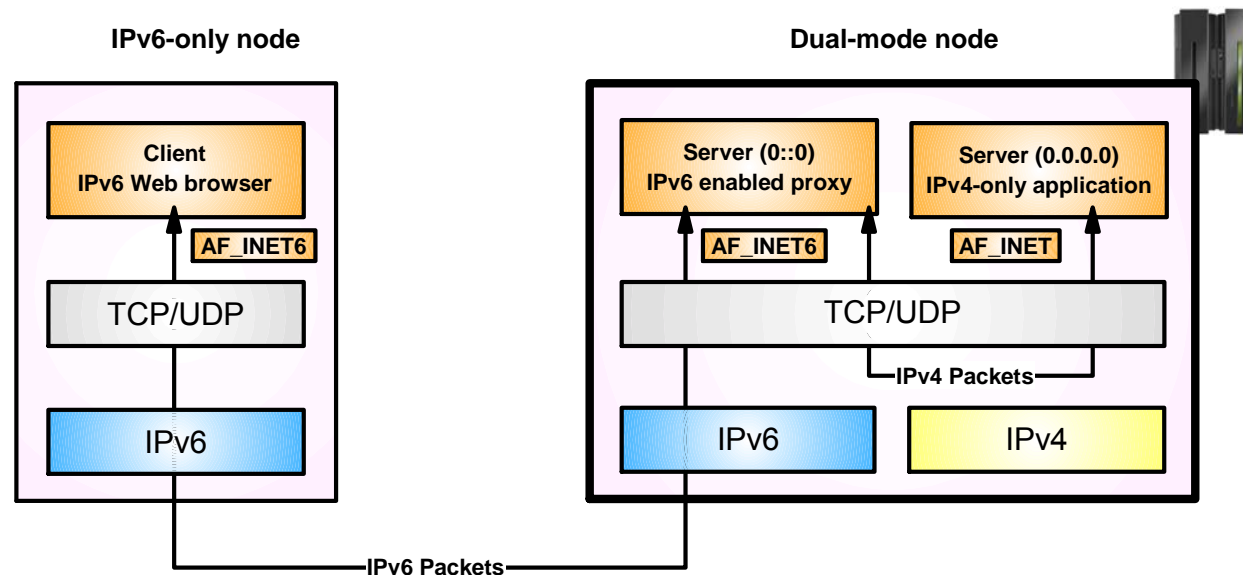 IPv6-only node
Dual-mode node
Client
IPv6 Web browser
Server (0::0)
IPv6 enabled proxy
Server (0.0.0.0)
IPv4-only application
AF_INET6
AF_INET6
AF_INET
TCP/UDP
TCP/UDP
IPv4 Packets
IPv6
IPv6
IPv4
IPv6 Packets